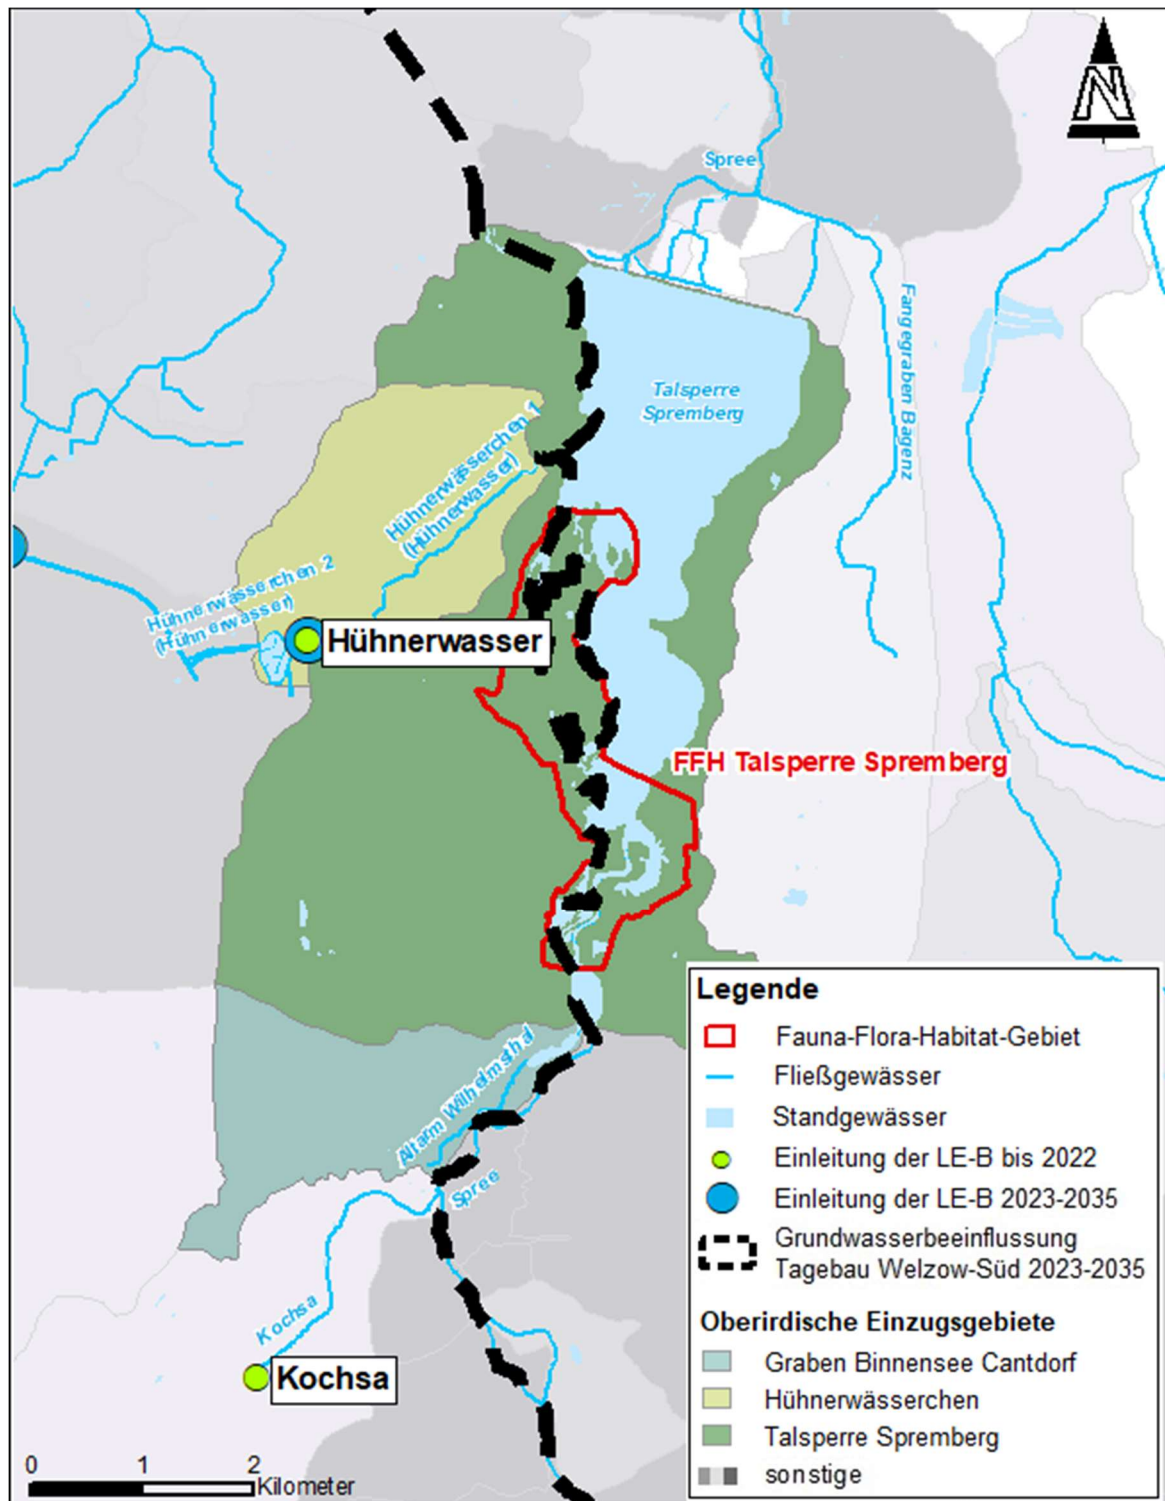 N
Spree
Fangegraben Bagenz
Talsperre
Spremberg
Hühnerwässerchen 1
(Hühnerwasser)
Hühnerwässerchen 2
(Hühnerwasser)
Hühnerwasser
FFH Talsperre Spremberg
Altarm Wilhelmsthal
Spree
Kochsa
Kochsa
0 1 2
Kilometer
Legende
Fauna-Flora-Habitat-Gebiet
Fließgewässer
Standgewässer
Einleitung der LE-B bis 2022
Einleitung der LE-B 2023-2035
Grundwasserbeeinflussung
Tagebau Welzow-Süd 2023-2035
Oberirdische Einzugsgebiete
Graben Binnensee Cantdorf
Hühnerwässerchen
Talsperre Spremberg
sonstige